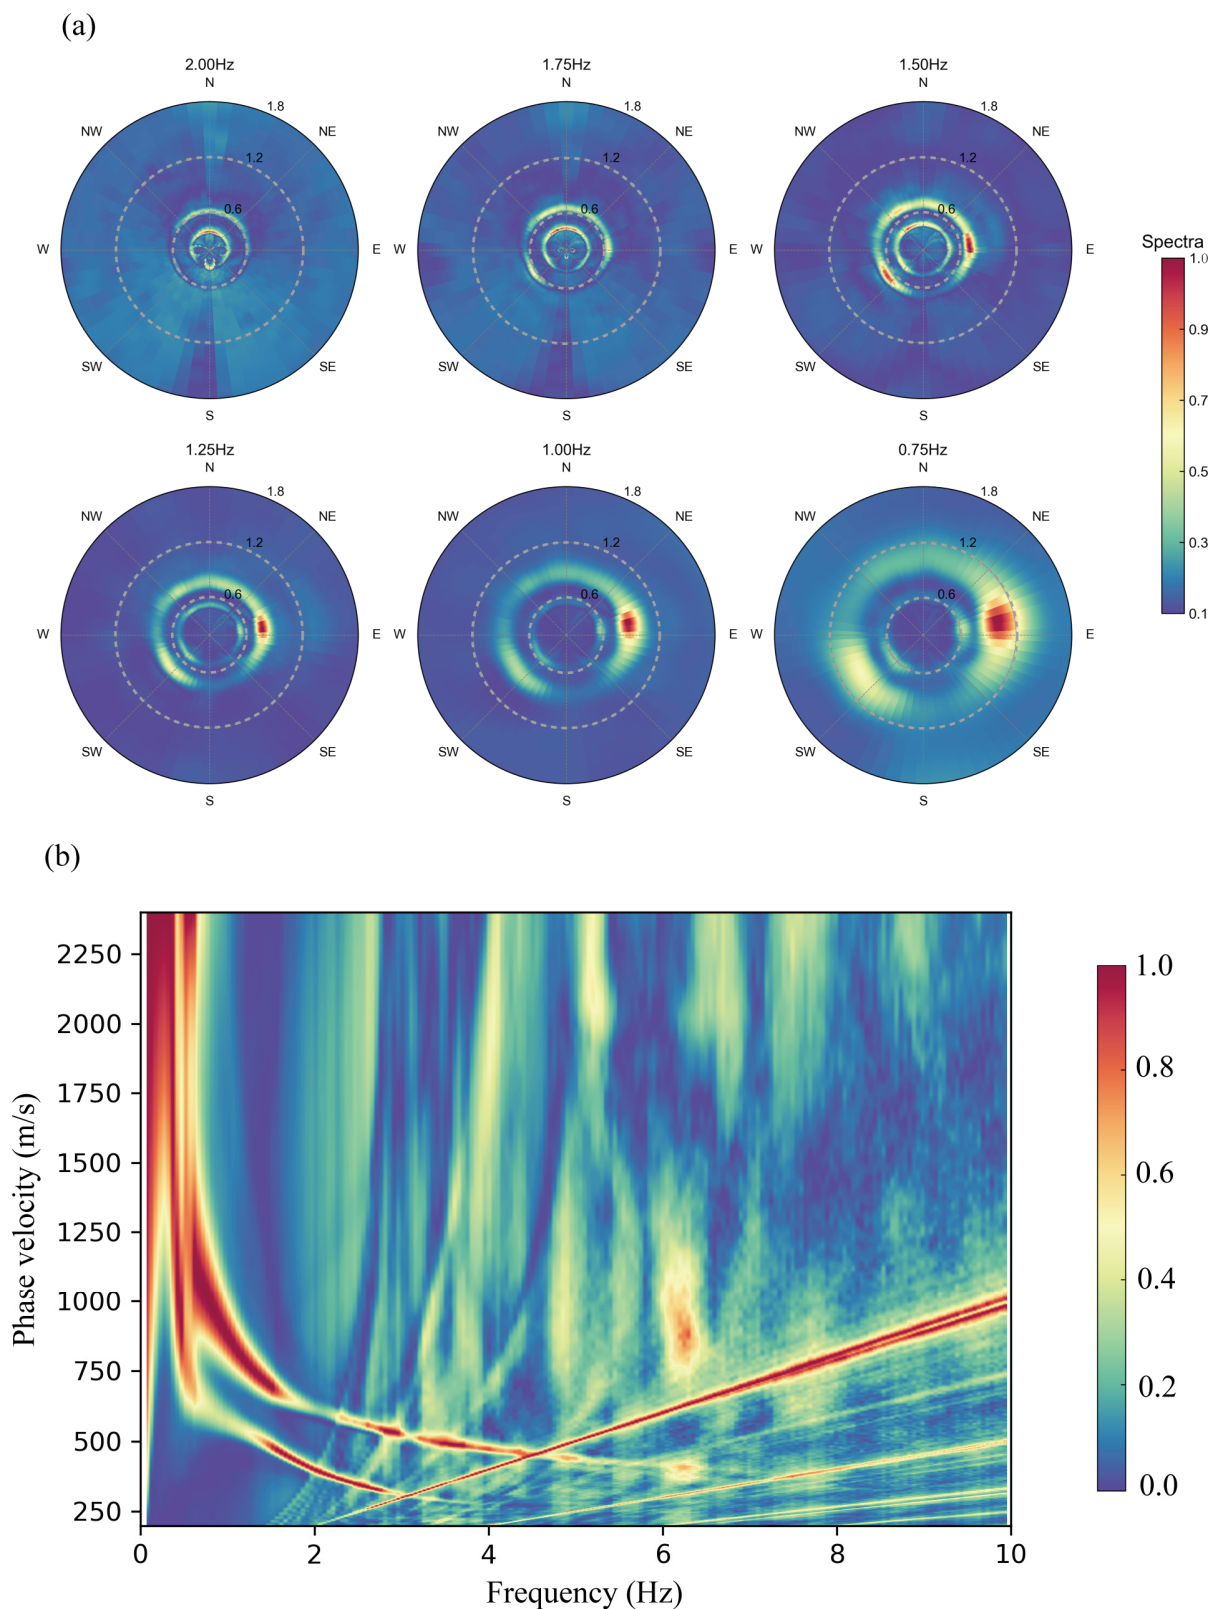 (a)
2.00Hz 1.75Hz 1.50Hz
N N N
1.8 1.8 1.8
NW NE NW NE NW NE
1.2 1.2 1.2
0.6 0.6 0.6
W E W E W E
SW SE SW SE SW SE
S S S
Spectra
1.0
0.9
0.7
0.5
0.3
0.1
1.25Hz 1.00Hz 0.75Hz
N N N
1.8 1.8 1.8
NW NE NW NE NW NE
1.2 1.2 1.2
0.6 0.6 0.6
W E W E W E
SW SE SW SE SW SE
S S S
(b)
Phase velocity (m/s)
2250
2000
1750
1500
1250
1000
750
500
250
0 2 4 6 8 10
Frequency (Hz)
1.0
0.8
0.6
0.4
0.2
0.0